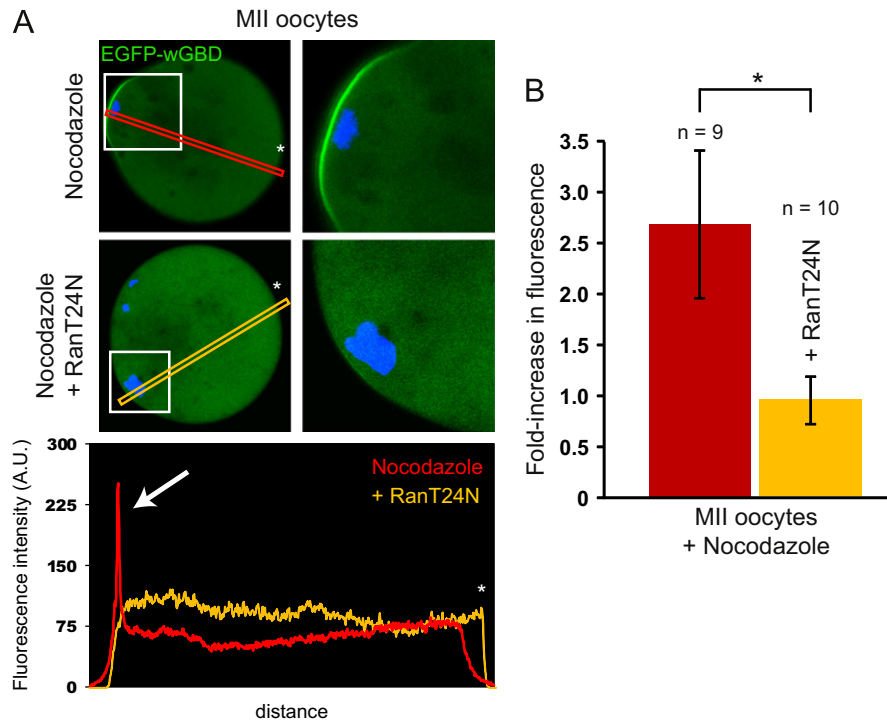 A
MII oocytes
EGFP-wGBD
Nocodazole
*
Nocodazole
+ RanT24N
*
Fluorescence intensity (A.U.)
300
225
150
75
0
Nocodazole
+ RanT24N
*
distance
B
*
Fold-increase in fluorescence
3.5
3.0
2.5
2.0
1.5
1.0
0.5
0
n = 9
n = 10
+ RanT24N
MII oocytes
+ Nocodazole